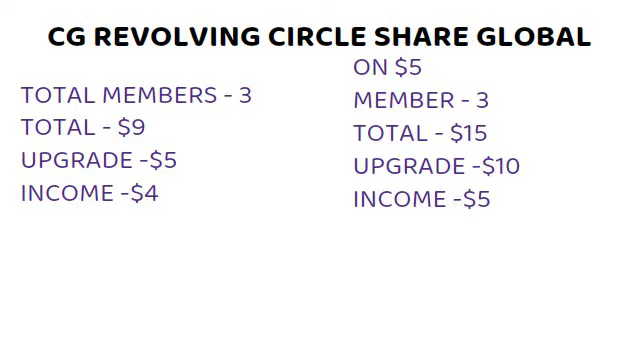 CG REVOLVING CIRCLE SHARE GLOBAL
TOTAL MEMBERS - 3
TOTAL - $9
UPGRADE -$5
INCOME -$4
ON $5
MEMBER - 3
TOTAL - $15
UPGRADE -$10
INCOME -$5